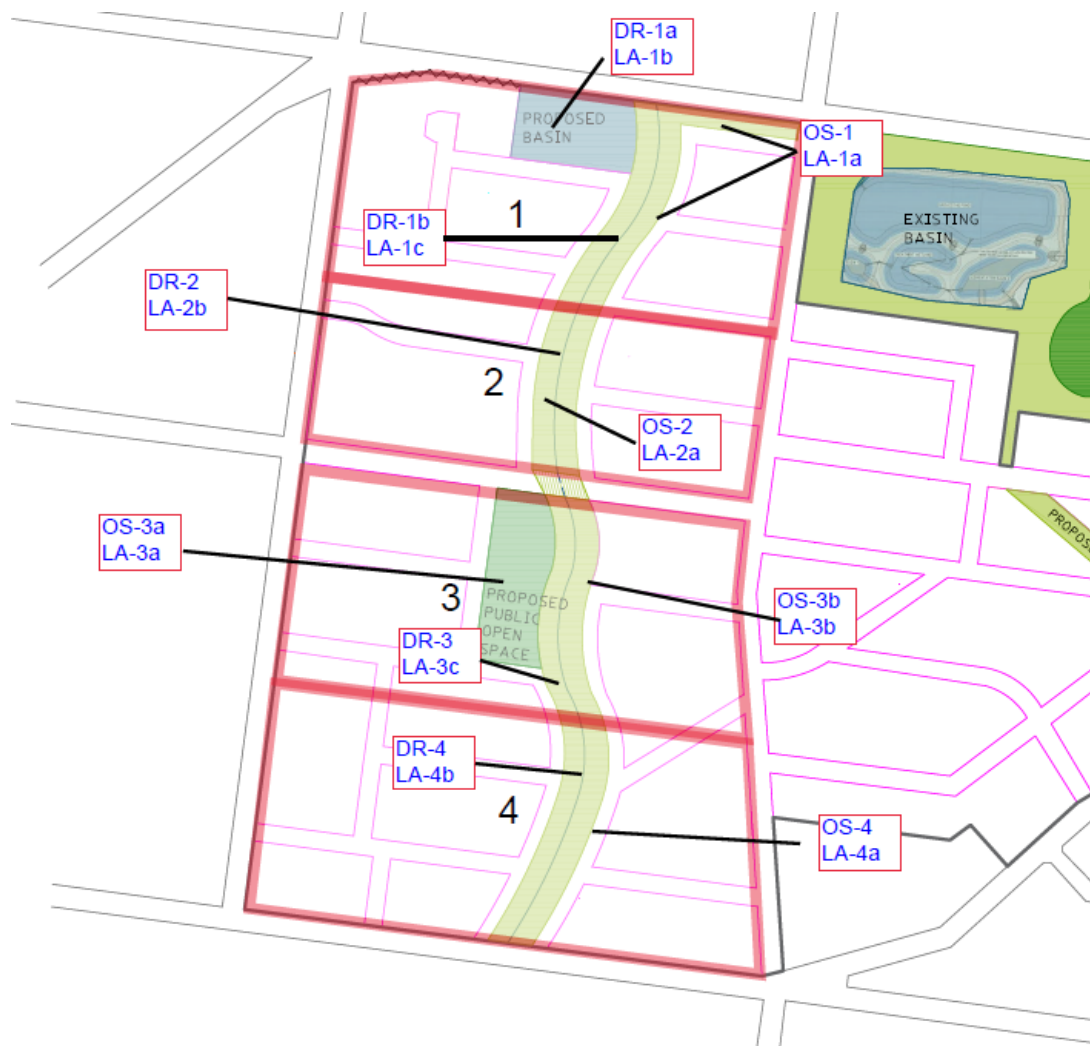 DR-1a
LA-1b
PROPOSED
BASIN
OS-1
LA-1a
1
DR-1b
LA-1c
EXISTING
BASIN
DR-2
LA-2b
2
OS-2
LA-2a
OS-3a
LA-3a
3
PROPOSED
PUBLIC
OPEN
SPACE
OS-3b
LA-3b
DR-3
LA-3c
DR-4
LA-4b
4
OS-4
LA-4a